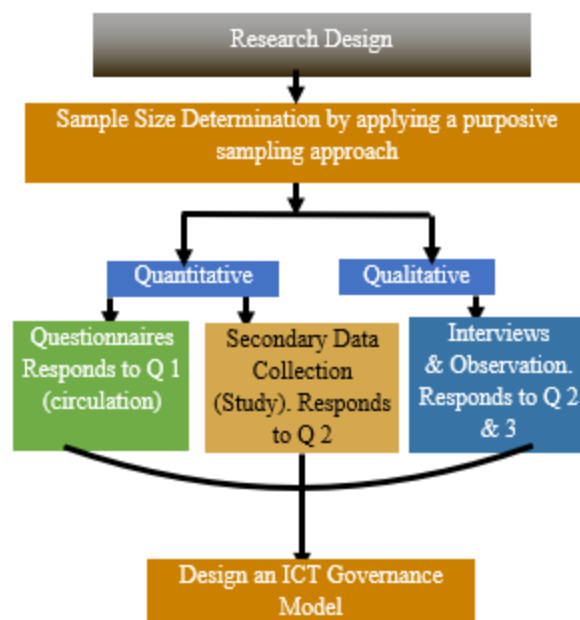 Research Design
Sample Size Determination by applying a purposive
sampling approach
Quantitative
Qualitative
Questionnaires
Responds to Q 1
(circulation)
Secondary Data
Collection
(Study). Responds
to Q 2
Interviews
& Observation.
Responds to Q 2
& 3
Design an ICT Governance
Model